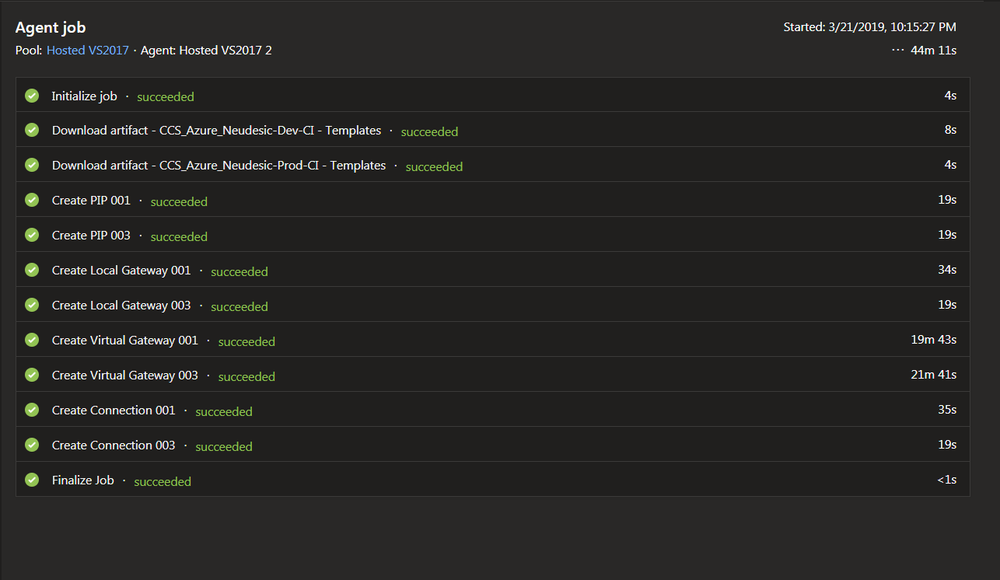 Agent job Started: 3/21/2019, 10:15:27 PM
Pool: Hosted VS2017 · Agent: Hosted VS2017 2 ··· 44m 11s
Initialize job · succeeded 4s
Download artifact - CCS_Azure_Neudesic-Dev-CI - Templates · succeeded 8s
Download artifact - CCS_Azure_Neudesic-Prod-CI - Templates · succeeded 4s
Create PIP 001 · succeeded 19s
Create PIP 003 · succeeded 19s
Create Local Gateway 001 · succeeded 34s
Create Local Gateway 003 · succeeded 19s
Create Virtual Gateway 001 · succeeded 19m 43s
Create Virtual Gateway 003 · succeeded 21m 41s
Create Connection 001 · succeeded 35s
Create Connection 003 · succeeded 19s
Finalize Job · succeeded <1s